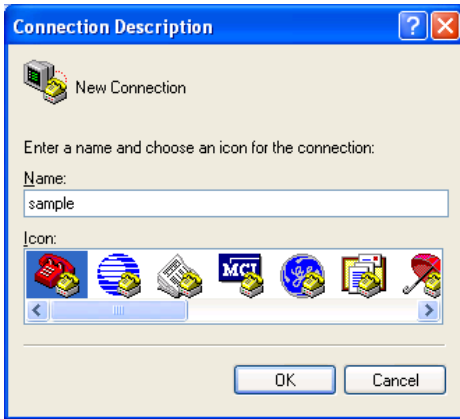 Connection Description
New Connection
Enter a name and choose an icon for the connection:
Name:
sample
Icon:
MCI
OK
Cancel